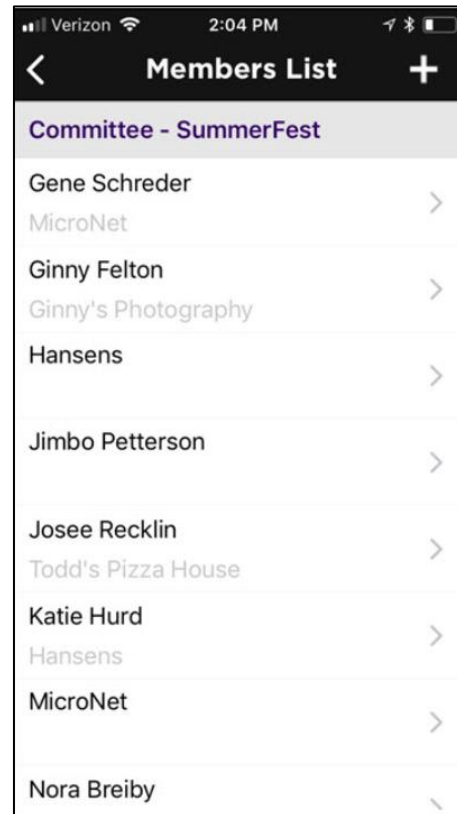 Verizon 2:04 PM
Members List
Committee - SummerFest
Gene Schreder
MicroNet
Ginny Felton
Ginny's Photography
Hansens
Jimbo Petterson
Josee Recklin
Todd's Pizza House
Katie Hurd
Hansens
MicroNet
Nora Breiby